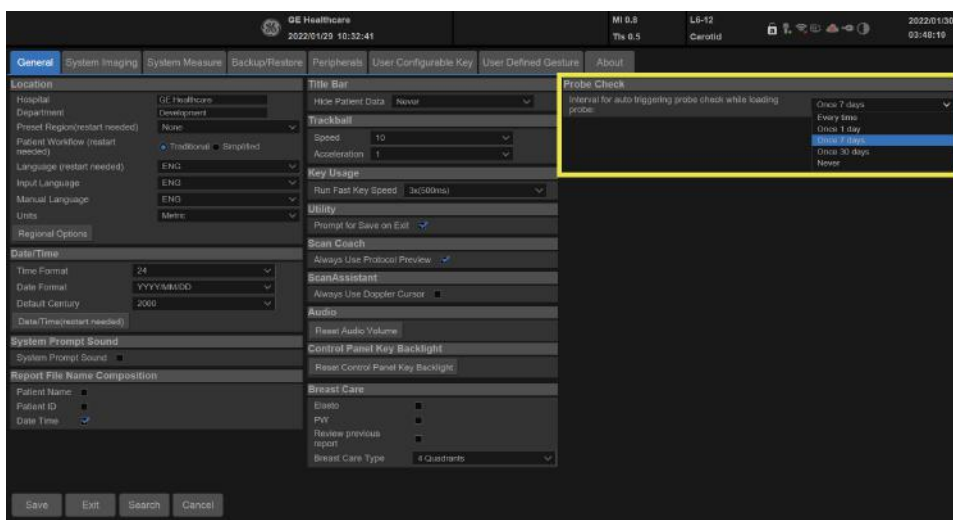 GE Healthcare
2022/01/29 10:32:41
MI 0.8
TIs 0.5
L6-12
Carotid
2022/01/30
03:48:10
General System Imaging System Measure Backup/Restore Peripherals User Configurable Key User Defined Gesture About
Location
Hospital GE Healthcare
Department Development
Preset Region(restart needed) None
Patient Workflow (restart
needed) Traditional Simplified
Language (restart needed) ENG
Input Language ENG
Manual Language ENG
Units Metric
Regional Options
Date/Time
Time Format 24
Date Format YYYY/MM/DD
Default Century 2000
Date/Time(restart needed)
System Prompt Sound
System Prompt Sound
Report File Name Composition
Patient Name
Patient ID
Date Time
Title Bar
Hide Patient Data Never
Trackball
Speed 10
Acceleration 1
Key Usage
Run Fast Key Speed 3x(500ms)
Utility
Prompt for Save on Exit
Scan Coach
Always Use Protocol Preview
ScanAssistant
Always Use Doppler Cursor
Audio
Reset Audio Volume
Control Panel Key Backlight
Reset Control Panel Key Backlight
Breast Care
Elasto
PW
Review previous
report
Breast Care Type 4 Quadrants
Probe Check
Interval for auto triggering probe check while loading
probe: Once 7 days
Every time
Once 1 day
Once 7 days
Once 30 days
Never
Save Exit Search Cancel